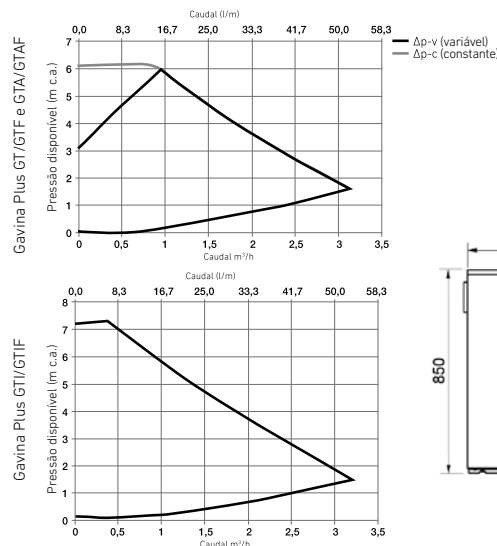 Caudal (l/m)
0,0 8,3 16,7 25,0 33,3 41,7 50,0 58,3
Gavina Plus GT/GTF e GTA/GTAF
Pressão disponível (m c.a.)
7
6
5
4
3
2
1
0
0 0,5 1 1,5 2 2,5 3 3,5
Caudal m³/h
Δp-v (variável)
Δp-c (constante)
Caudal (l/m)
0,0 8,3 16,7 25,0 33,3 41,7 50,0 58,3
Gavina Plus GTI/GTIF
Pressão disponível (m c.a.)
8
7
6
5
4
3
2
1
0
0 0,5 1 1,5 2 2,5 3 3,5
Caudal m³/h
850